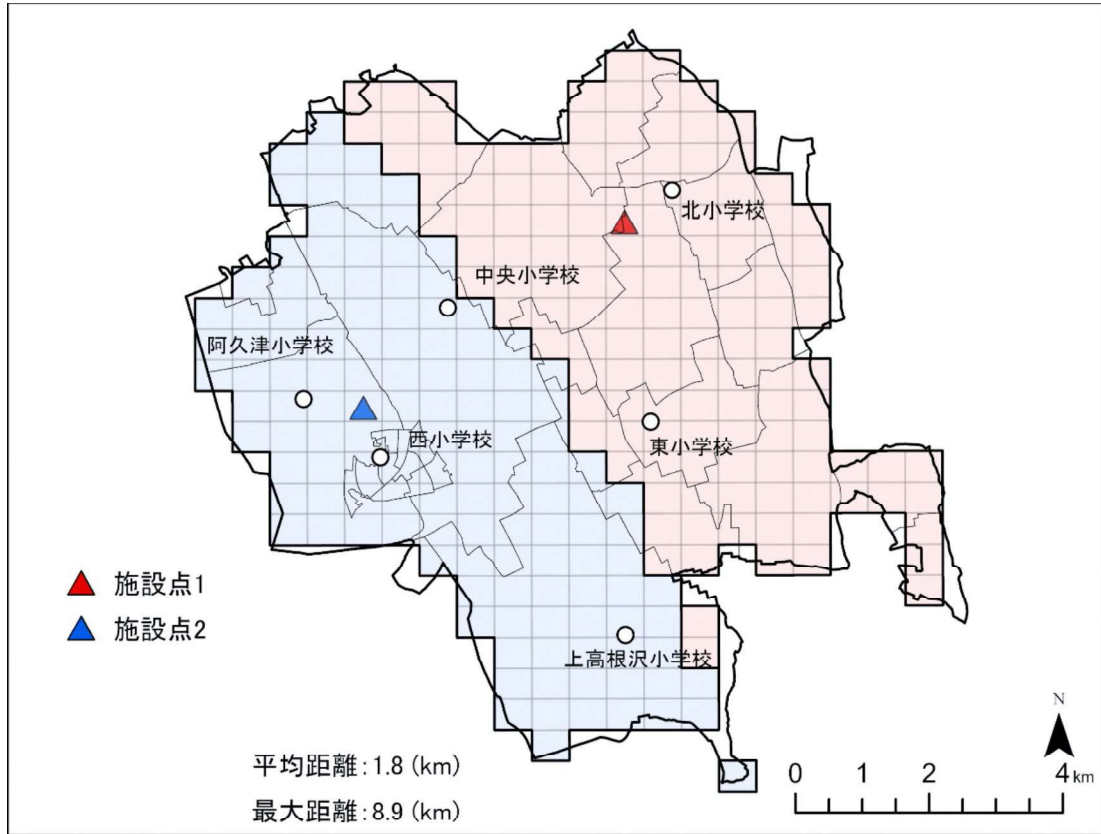 北小学校
中央小学校
阿久津小学校
西小学校
東小学校
上高根沢小学校
施設点1
施設点2
平均距離:1.8 (km)
最大距離:8.9 (km)
N
0 1 2 4 km